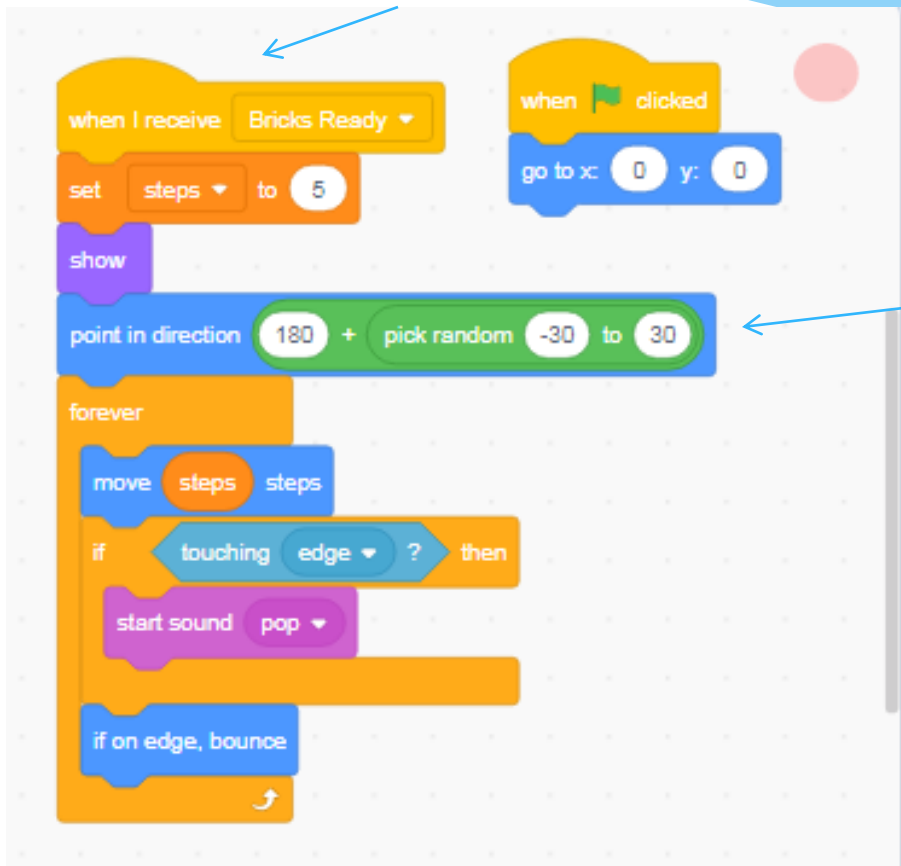 when I receive Bricks Ready
set steps to 5
show
point in direction 180 + pick random -30 to 30
forever
move steps steps
if touching edge ? then
start sound pop
if on edge, bounce
when clicked
go to x: 0 y: 0